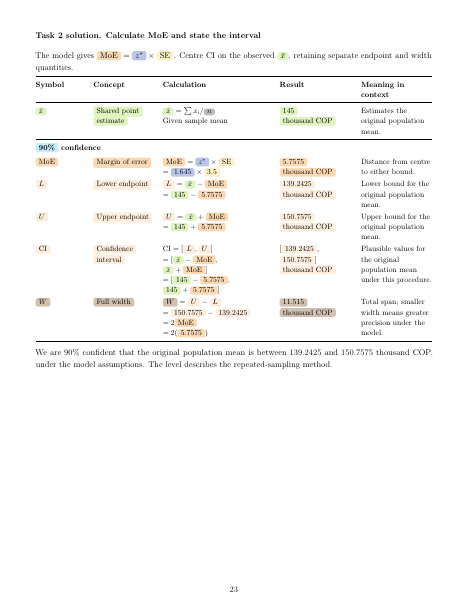 Task 2 solution. Calculate MoE and state the interval
The model gives MoE = z* × SE . Centre CI on the observed x̄ , retaining separate endpoint and width
quantities.
Symbol Concept Calculation Result Meaning in
context
x̄ Shared point x̄ = ∑ xᵢ/n 145 Estimates the
estimate Given sample mean thousand COP original population
mean.
90% confidence
MoE Margin of error MoE = z* × SE 5.7575 Distance from centre
= 1.645 × 3.5 thousand COP to either bound.
L Lower endpoint L = x̄ − MoE 139.2425 Lower bound for the
= 145 − 5.7575 thousand COP original population
mean.
U Upper endpoint U = x̄ + MoE 150.7575 Upper bound for the
= 145 + 5.7575 thousand COP original population
mean.
CI Confidence CI = [ L , U ] [ 139.2425 , Plausible values for
interval = [ x̄ − MoE , 150.7575 ] the original
x̄ + MoE ] thousand COP population mean
= [ 145 − 5.7575 , under this procedure.
145 + 5.7575 ]
W Full width W = U − L 11.515 Total span; smaller
= 150.7575 − 139.2425 thousand COP width means greater
= 2 MoE precision under the
= 2( 5.7575 ) model.
We are 90% confident that the original population mean is between 139.2425 and 150.7575 thousand COP,
under the model assumptions. The level describes the repeated-sampling method.
23